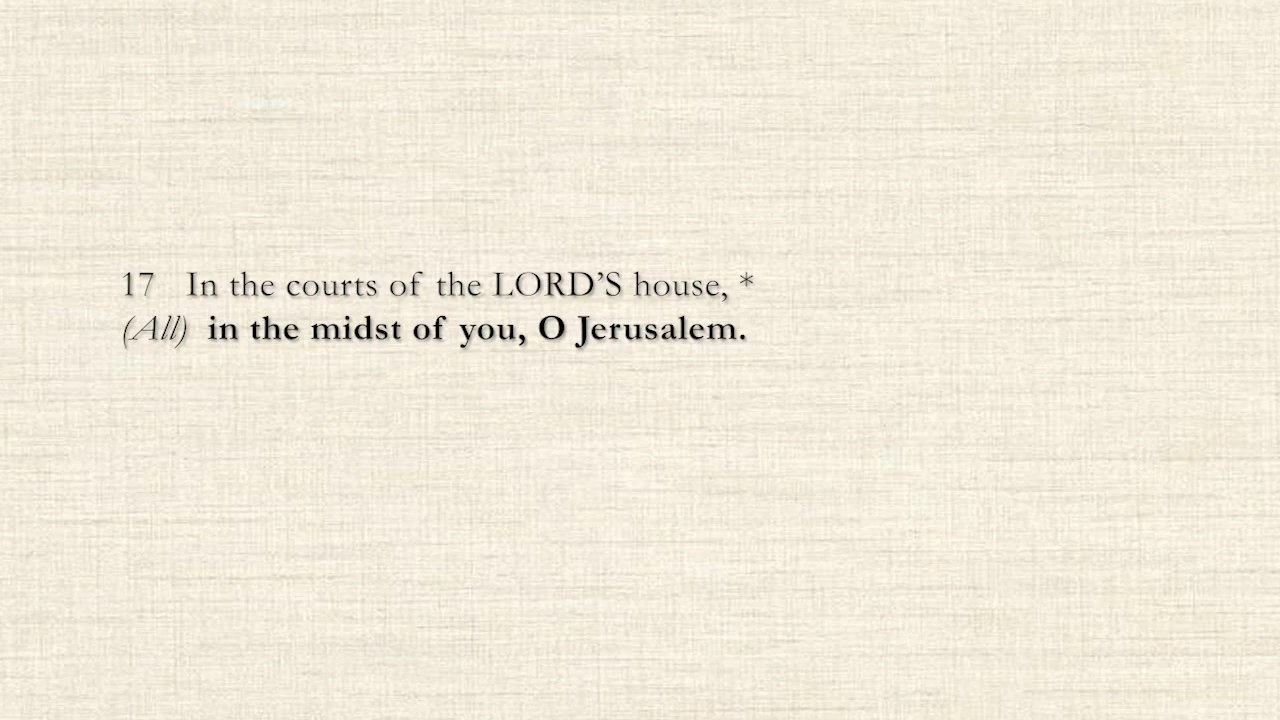 17 In the courts of the LORD’S house, *
(All) in the midst of you, O Jerusalem.